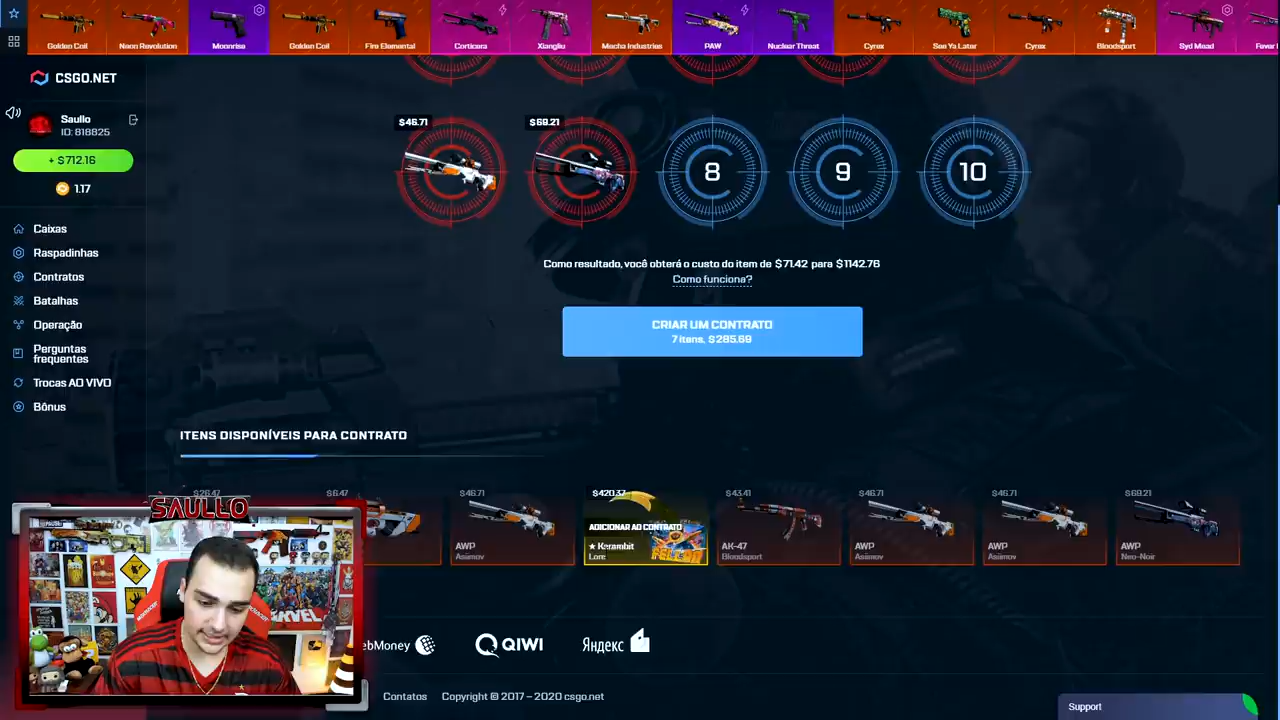 Golden Coil
Neon Revolution
Moonrise
Golden Coil
Fire Elemental
Corticera
Xiangliu
Mecha Industries
PAW
Nuclear Threat
Cyrex
See Ya Later
Cyrex
Bloodsport
Syd Mead
CSGO.NET
Saullo
ID: 818825
+ $712.16
1.17
Caixas
Raspadinhas
Contratos
Batalhas
Operação
Perguntas
frequentes
Trocas AO VIVO
Bônus
$46.71
$69.21
8
9
10
Como resultado, você obterá o custo do item de $71.42 para $1142.76
Como funciona?
CRIAR UM CONTRATO
7 itens, $285.69
ITENS DISPONÍVEIS PARA CONTRATO
$26.47
$6.47
$46.71
AWP
Asiimov
$420.37
ADICIONAR AO CONTRATO
★ Karambit
Lore
$43.41
AK-47
Bloodsport
$46.71
AWP
Asiimov
$46.71
AWP
Asiimov
$69.21
AWP
Neo-Noir
SAULLO
MARVEL
ebMoney
QIWI
Яндекс
Contatos
Copyright © 2017 – 2020 csgo.net
Support